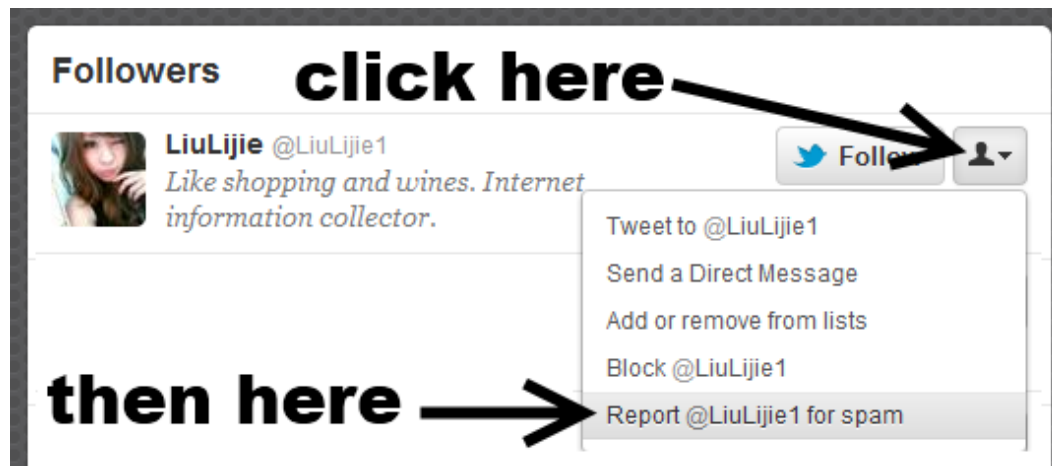 Followers
click here
LiuLijie @LiuLijie1
Follow
Like shopping and wines. Internet
information collector.
Tweet to @LiuLijie1
Send a Direct Message
Add or remove from lists
Block @LiuLijie1
then here
Report @LiuLijie1 for spam